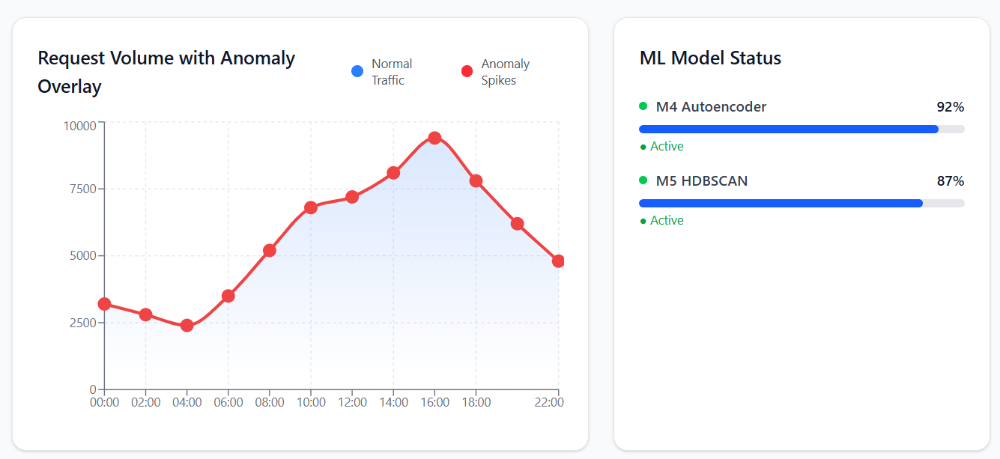 Request Volume with Anomaly
Overlay
Normal
Traffic
Anomaly
Spikes
10000
7500
5000
2500
0
00:00 02:00 04:00 06:00 08:00 10:00 12:00 14:00 16:00 18:00 22:00
ML Model Status
M4 Autoencoder 92%
● Active
M5 HDBSCAN 87%
● Active